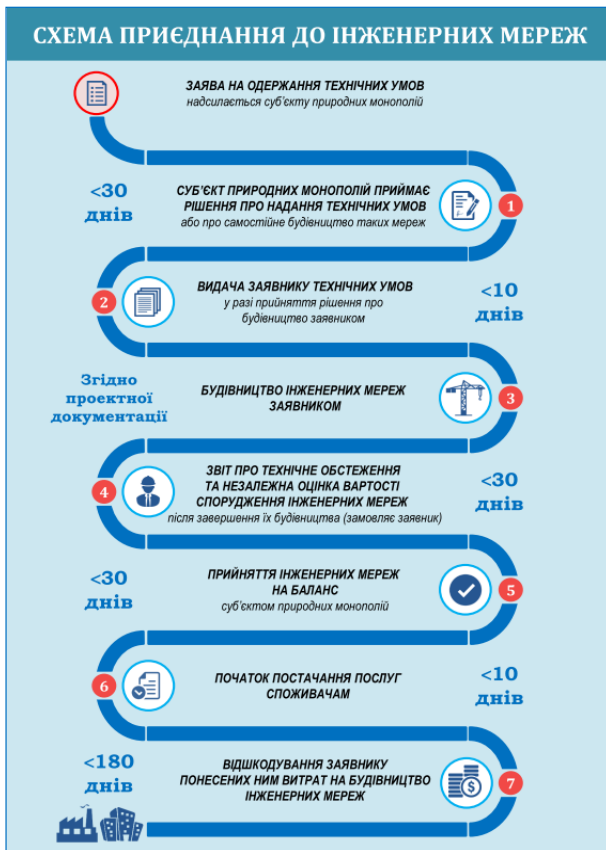 СХЕМА ПРИЄДНАННЯ ДО ІНЖЕНЕРНИХ МЕРЕЖ
ЗАЯВА НА ОДЕРЖАННЯ ТЕХНІЧНИХ УМОВ
надсилається суб'єкту природних монополій
<30
днів
СУБ'ЄКТ ПРИРОДНИХ МОНОПОЛІЙ ПРИЙМАЄ
РІШЕННЯ ПРО НАДАННЯ ТЕХНІЧНИХ УМОВ
або про самостійне будівництво таких мереж
1
2
ВИДАЧА ЗАЯВНИКУ ТЕХНІЧНИХ УМОВ
у разі прийняття рішення про
будівництво заявником
<10
днів
Згідно
проектної
документації
БУДІВНИЦТВО ІНЖЕНЕРНИХ МЕРЕЖ
ЗАЯВНИКОМ
3
4
ЗВІТ ПРО ТЕХНІЧНЕ ОБСТЕЖЕННЯ
ТА НЕЗАЛЕЖНА ОЦІНКА ВАРТОСТІ
СПОРУДЖЕННЯ ІНЖЕНЕРНИХ МЕРЕЖ
після завершення їх будівництва (замовляє заявник)
<30
днів
<30
днів
ПРИЙНЯТТЯ ІНЖЕНЕРНИХ МЕРЕЖ
НА БАЛАНС
суб'єктом природних монополій
5
6
ПОЧАТОК ПОСТАЧАННЯ ПОСЛУГ
СПОЖИВАЧАМ
<10
днів
<180
днів
ВІДШКОДУВАННЯ ЗАЯВНИКУ
ПОНЕСЕНИХ НИМ ВИТРАТ НА БУДІВНИЦТВО
ІНЖЕНЕРНИХ МЕРЕЖ
$
7